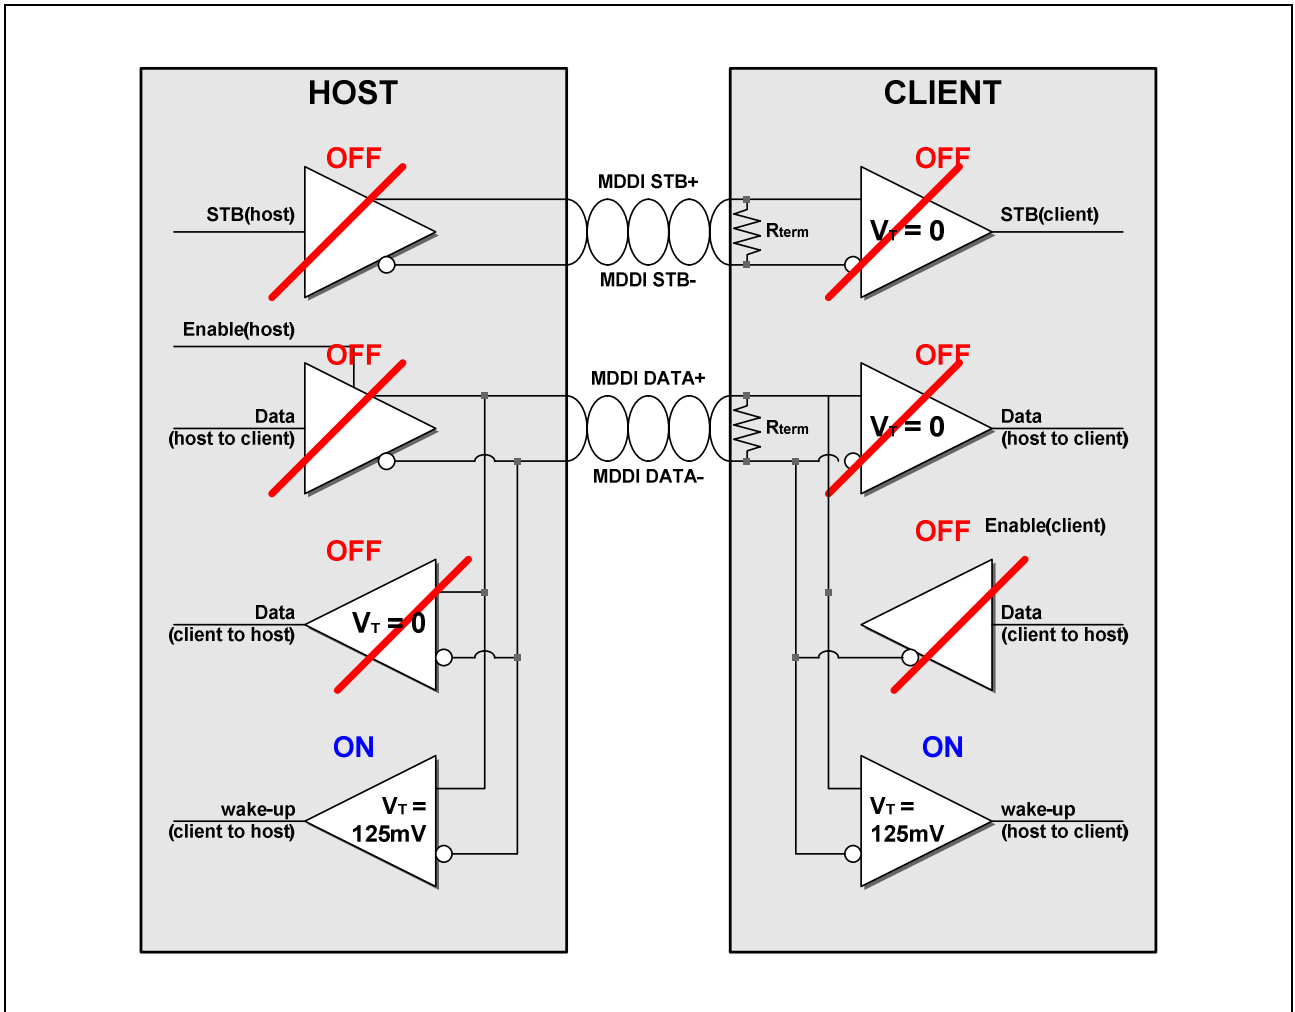 HOST
CLIENT
OFF
OFF
MDDI STB+
STB(host)
Rterm
VT = 0
STB(client)
MDDI STB-
Enable(host)
OFF
OFF
MDDI DATA+
Data
(host to client)
Rterm
VT = 0
Data
(host to client)
MDDI DATA-
OFF
OFF
Enable(client)
Data
(client to host)
VT = 0
Data
(client to host)
ON
ON
wake-up
(client to host)
VT =
125mV
VT =
125mV
wake-up
(host to client)